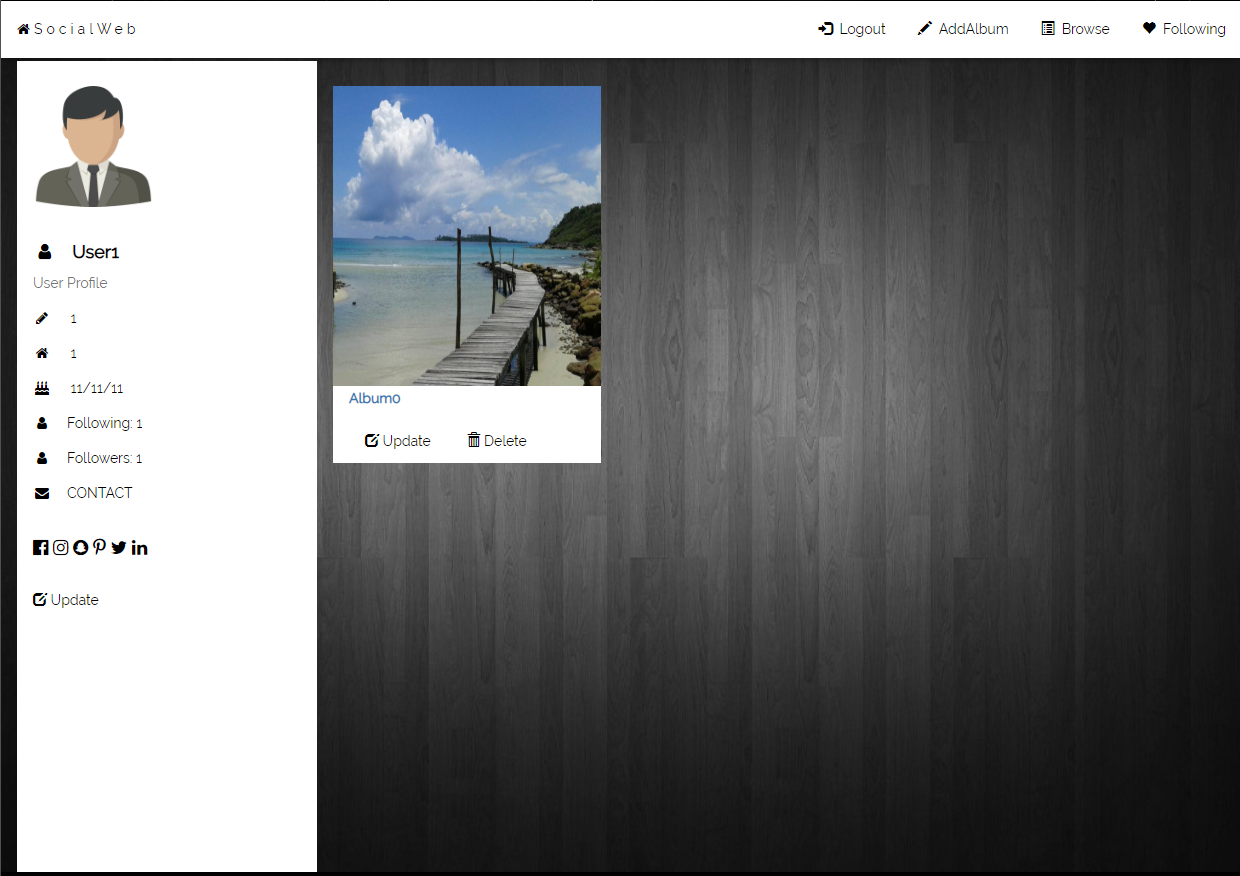 SocialWeb
Logout AddAlbum Browse Following
User1
User Profile
1
1
11/11/11
Following: 1
Followers: 1
CONTACT
Update
Album0
Update Delete